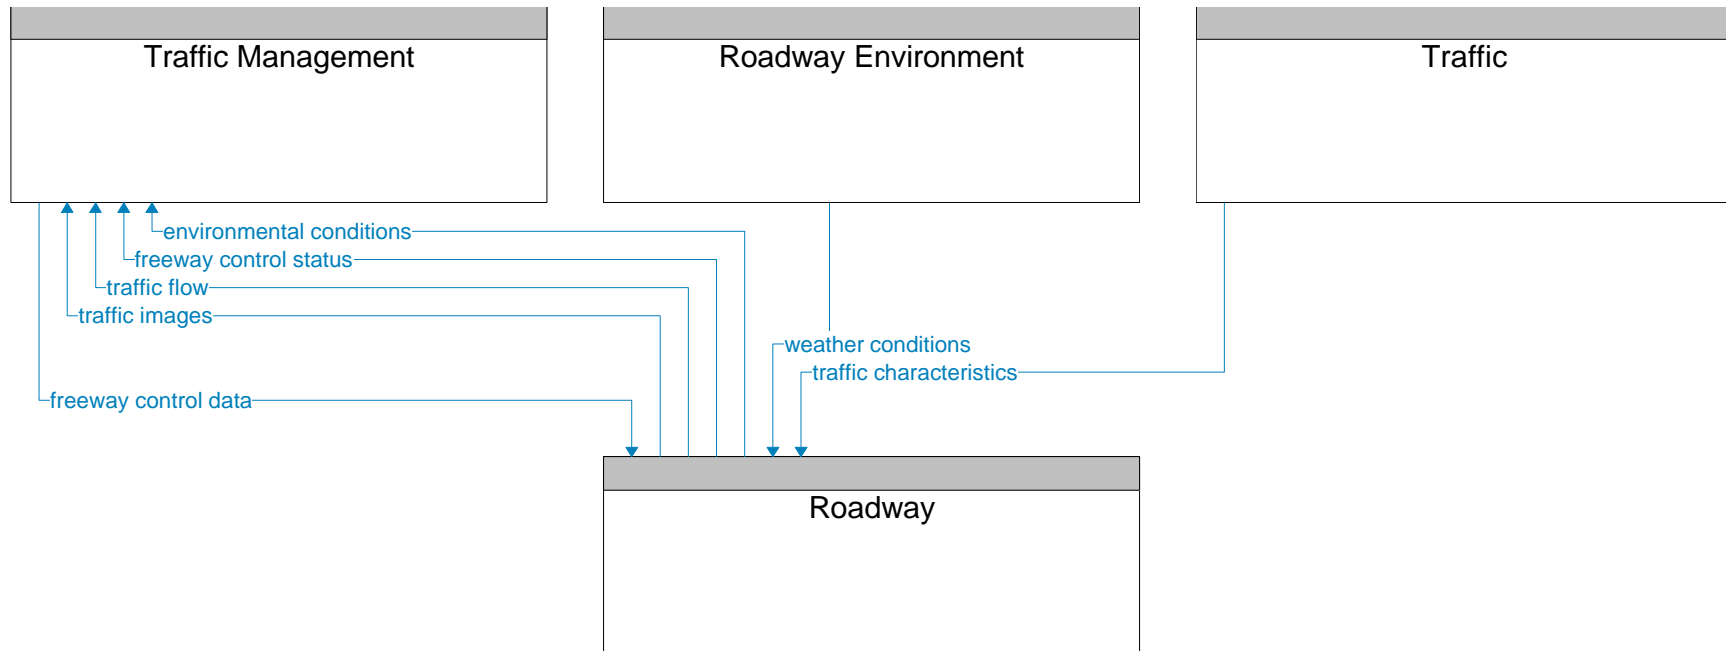 Traffic Management
Roadway Environment
Traffic
environmental conditions
freeway control status
traffic flow
traffic images
weather conditions
traffic characteristics
freeway control data
Roadway